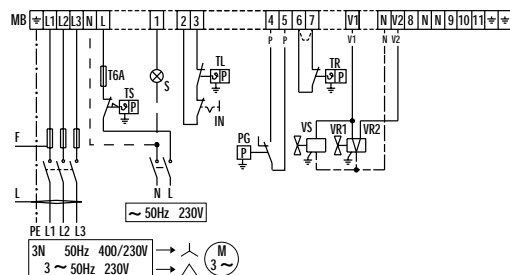 MB L1 L2 L3 N L 1 2 3 4 5 6 7 V1 N V2 8 N N 9 10 11
P P V1 N V2
T6A
TS
P
S
TL
P
IN
TR
P
PG
P
VS
VR1
VR2
F
L
N L
~ 50Hz 230V
PE L1 L2 L3
3N 50Hz 400/230V
3 ~ 50Hz 230V
M
3 ~